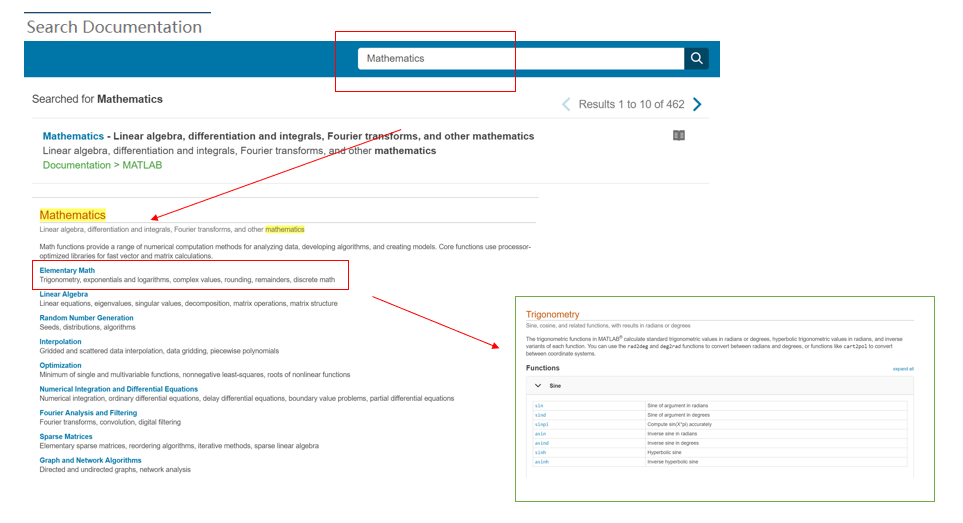 Search Documentation
Mathematics
Searched for Mathematics
Results 1 to 10 of 462
Mathematics - Linear algebra, differentiation and integrals, Fourier transforms, and other mathematics
Linear algebra, differentiation and integrals, Fourier transforms, and other mathematics
Documentation > MATLAB
Mathematics
Linear algebra, differentiation and integrals, Fourier transforms, and other mathematics
Math functions provide a range of numerical computation methods for analyzing data, developing algorithms, and creating models. Core functions use processor-
optimized libraries for fast vector and matrix calculations.
Elementary Math
Trigonometry, exponentials and logarithms, complex values, rounding, remainders, discrete math
Linear Algebra
Linear equations, eigenvalues, singular values, decomposition, matrix operations, matrix structure
Random Number Generation
Seeds, distributions, algorithms
Interpolation
Gridded and scattered data interpolation, data gridding, piecewise polynomials
Optimization
Minimum of single and multivariable functions, nonnegative least-squares, roots of nonlinear functions
Numerical Integration and Differential Equations
Numerical integration, ordinary differential equations, delay differential equations, boundary value problems, partial differential equations
Fourier Analysis and Filtering
Fourier transforms, convolution, digital filtering
Sparse Matrices
Elementary sparse matrices, reordering algorithms, iterative methods, sparse linear algebra
Graph and Network Algorithms
Directed and undirected graphs, network analysis
Trigonometry
Sine, cosine, and related functions, with results in radians or degrees
The trigonometric functions in MATLAB® calculate standard trigonometric values in radians or degrees, hyperbolic trigonometric values in radians, and inverse
variants of each function. You can use the rad2deg and deg2rad functions to convert between radians and degrees, or functions like cart2pol to convert
between coordinate systems.
Functions expand all
Sine
sin Sine of argument in radians
sind Sine of argument in degrees
sinpi Compute sin(X*pi) accurately
asin Inverse sine in radians
asind Inverse sine in degrees
sinh Hyperbolic sine
asinh Inverse hyperbolic sine